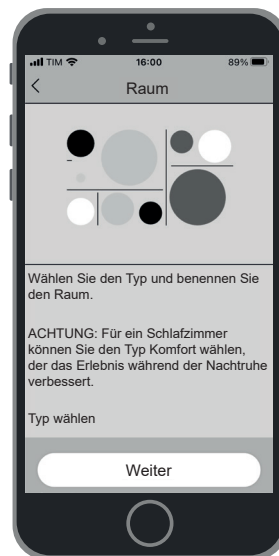 TIM 16:00 89%
Raum
Wählen Sie den Typ und benennen Sie
den Raum.
ACHTUNG: Für ein Schlafzimmer
können Sie den Typ Komfort wählen,
der das Erlebnis während der Nachtruhe
verbessert.
Typ wählen
Weiter